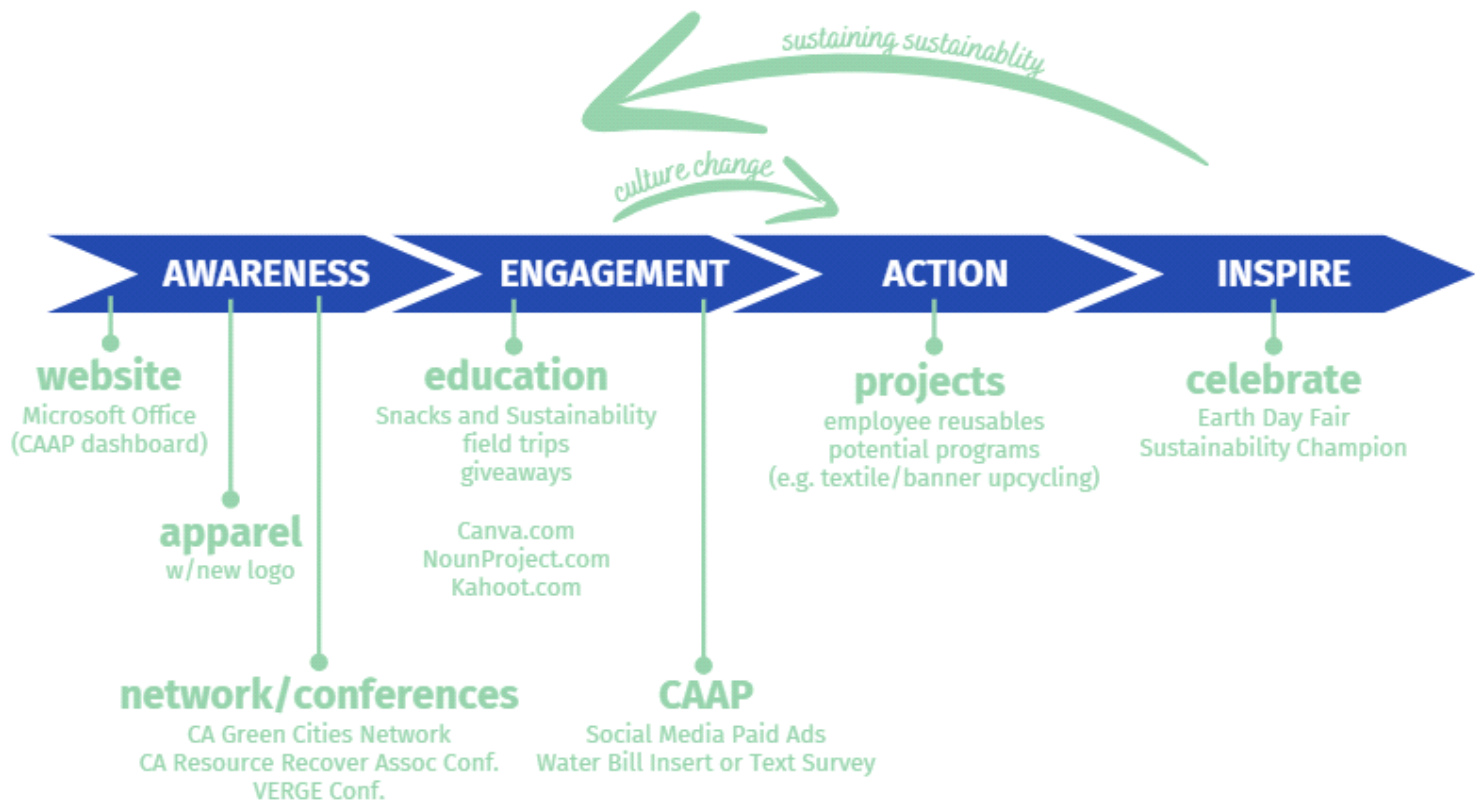 sustaining sustainablity
culture change
AWARENESS
ENGAGEMENT
ACTION
INSPIRE
website
Microsoft Office
(CAAP dashboard)
apparel
w/new logo
network/conferences
CA Green Cities Network
CA Resource Recover Assoc Conf.
VERGE Conf.
education
Snacks and Sustainability
field trips
giveaways
Canva.com
NounProject.com
Kahoot.com
CAAP
Social Media Paid Ads
Water Bill Insert or Text Survey
projects
employee reusables
potential programs
(e.g. textile/banner upcycling)
celebrate
Earth Day Fair
Sustainability Champion